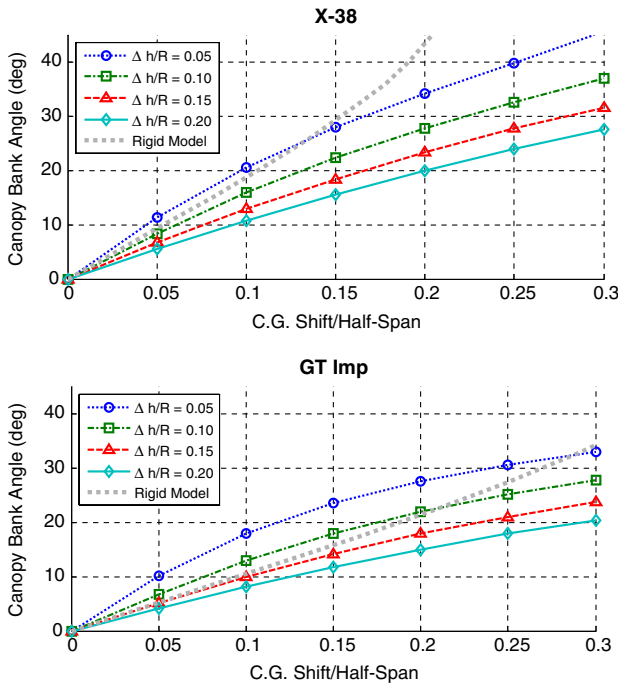 X-38
Canopy Bank Angle (deg)
40
30
20
10
0
Δ h/R = 0.05
Δ h/R = 0.10
Δ h/R = 0.15
Δ h/R = 0.20
Rigid Model
0 0.05 0.1 0.15 0.2 0.25 0.3
C.G. Shift/Half-Span
GT Imp
Canopy Bank Angle (deg)
40
30
20
10
0
Δ h/R = 0.05
Δ h/R = 0.10
Δ h/R = 0.15
Δ h/R = 0.20
Rigid Model
0 0.05 0.1 0.15 0.2 0.25 0.3
C.G. Shift/Half-Span